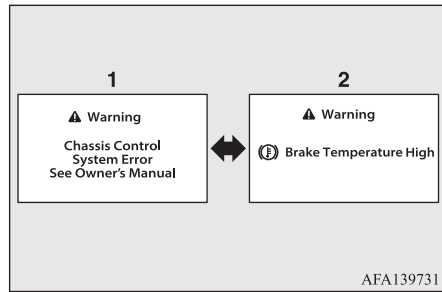 1
Warning
Chassis Control
System Error
See Owner's Manual
2
Warning
Brake Temperature High
AFA139731